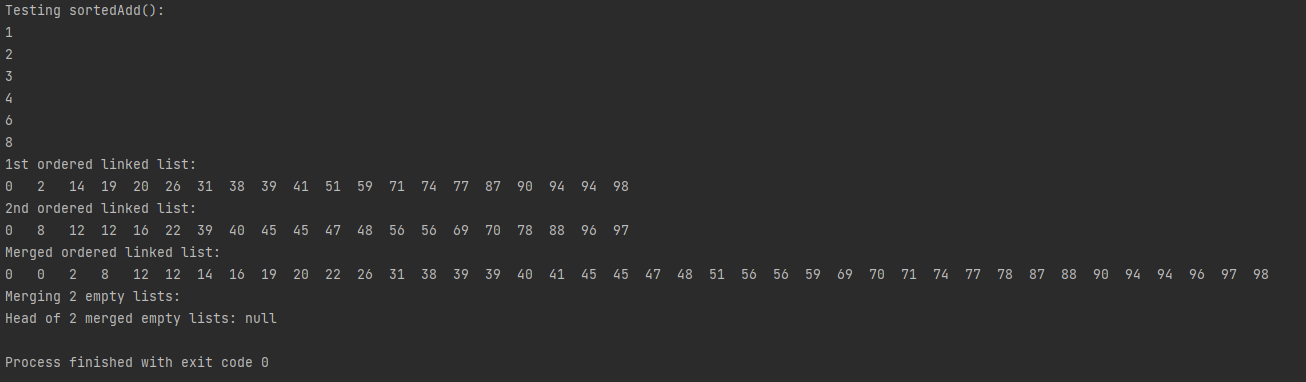 Testing sortedAdd():
1
2
3
4
6
8
1st ordered linked list:
0 2 14 19 20 26 31 38 39 41 51 59 71 74 77 87 90 94 94 98
2nd ordered linked list:
0 8 12 12 16 22 39 40 45 45 47 48 56 56 69 70 78 88 96 97
Merged ordered linked list:
0 0 2 8 12 12 14 16 19 20 22 26 31 38 39 39 40 41 45 45 47 48 51 56 56 59 69 70 71 74 77 78 87 88 90 94 94 96 97 98
Merging 2 empty lists:
Head of 2 merged empty lists: null
Process finished with exit code 0